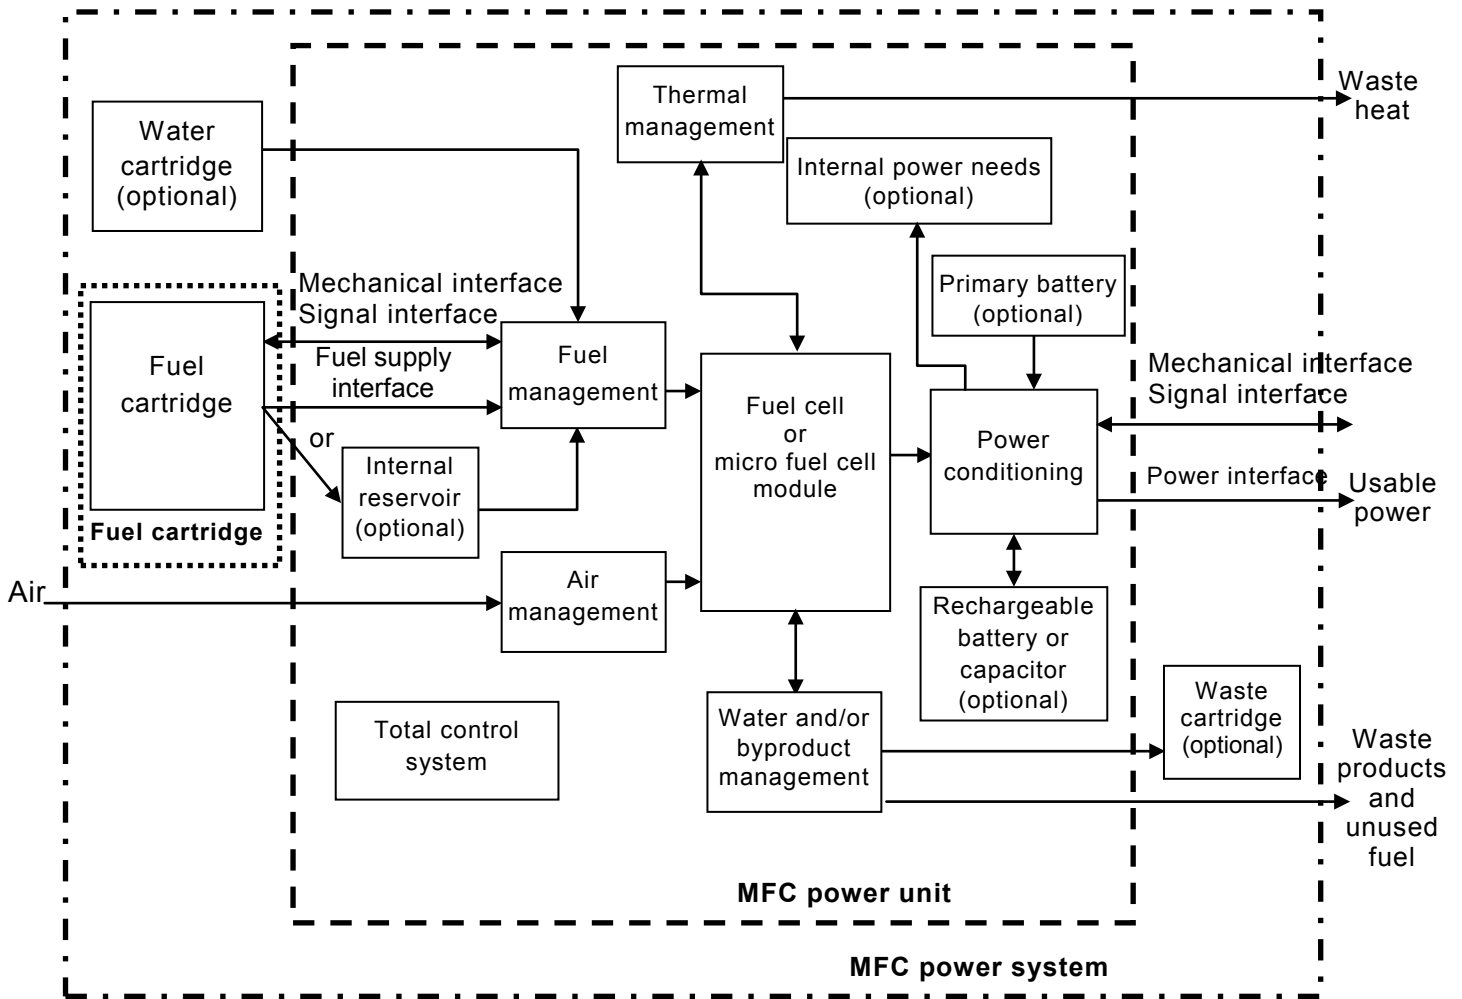 Waste
heat
Thermal
management
Water
cartridge
(optional)
Internal power needs
(optional)
Mechanical interface
Signal interface
Primary battery
(optional)
Fuel
cartridge
Fuel supply
interface
Fuel
management
Mechanical interface
Signal interface
Fuel cell
or
micro fuel cell
module
Power
conditioning
or
Internal
reservoir
(optional)
Power interface
Usable
power
Fuel cartridge
Air
Air
management
Rechargeable
battery or
capacitor
(optional)
Total control
system
Water and/or
byproduct
management
Waste
cartridge
(optional)
Waste
products
and
unused
fuel
MFC power unit
MFC power system